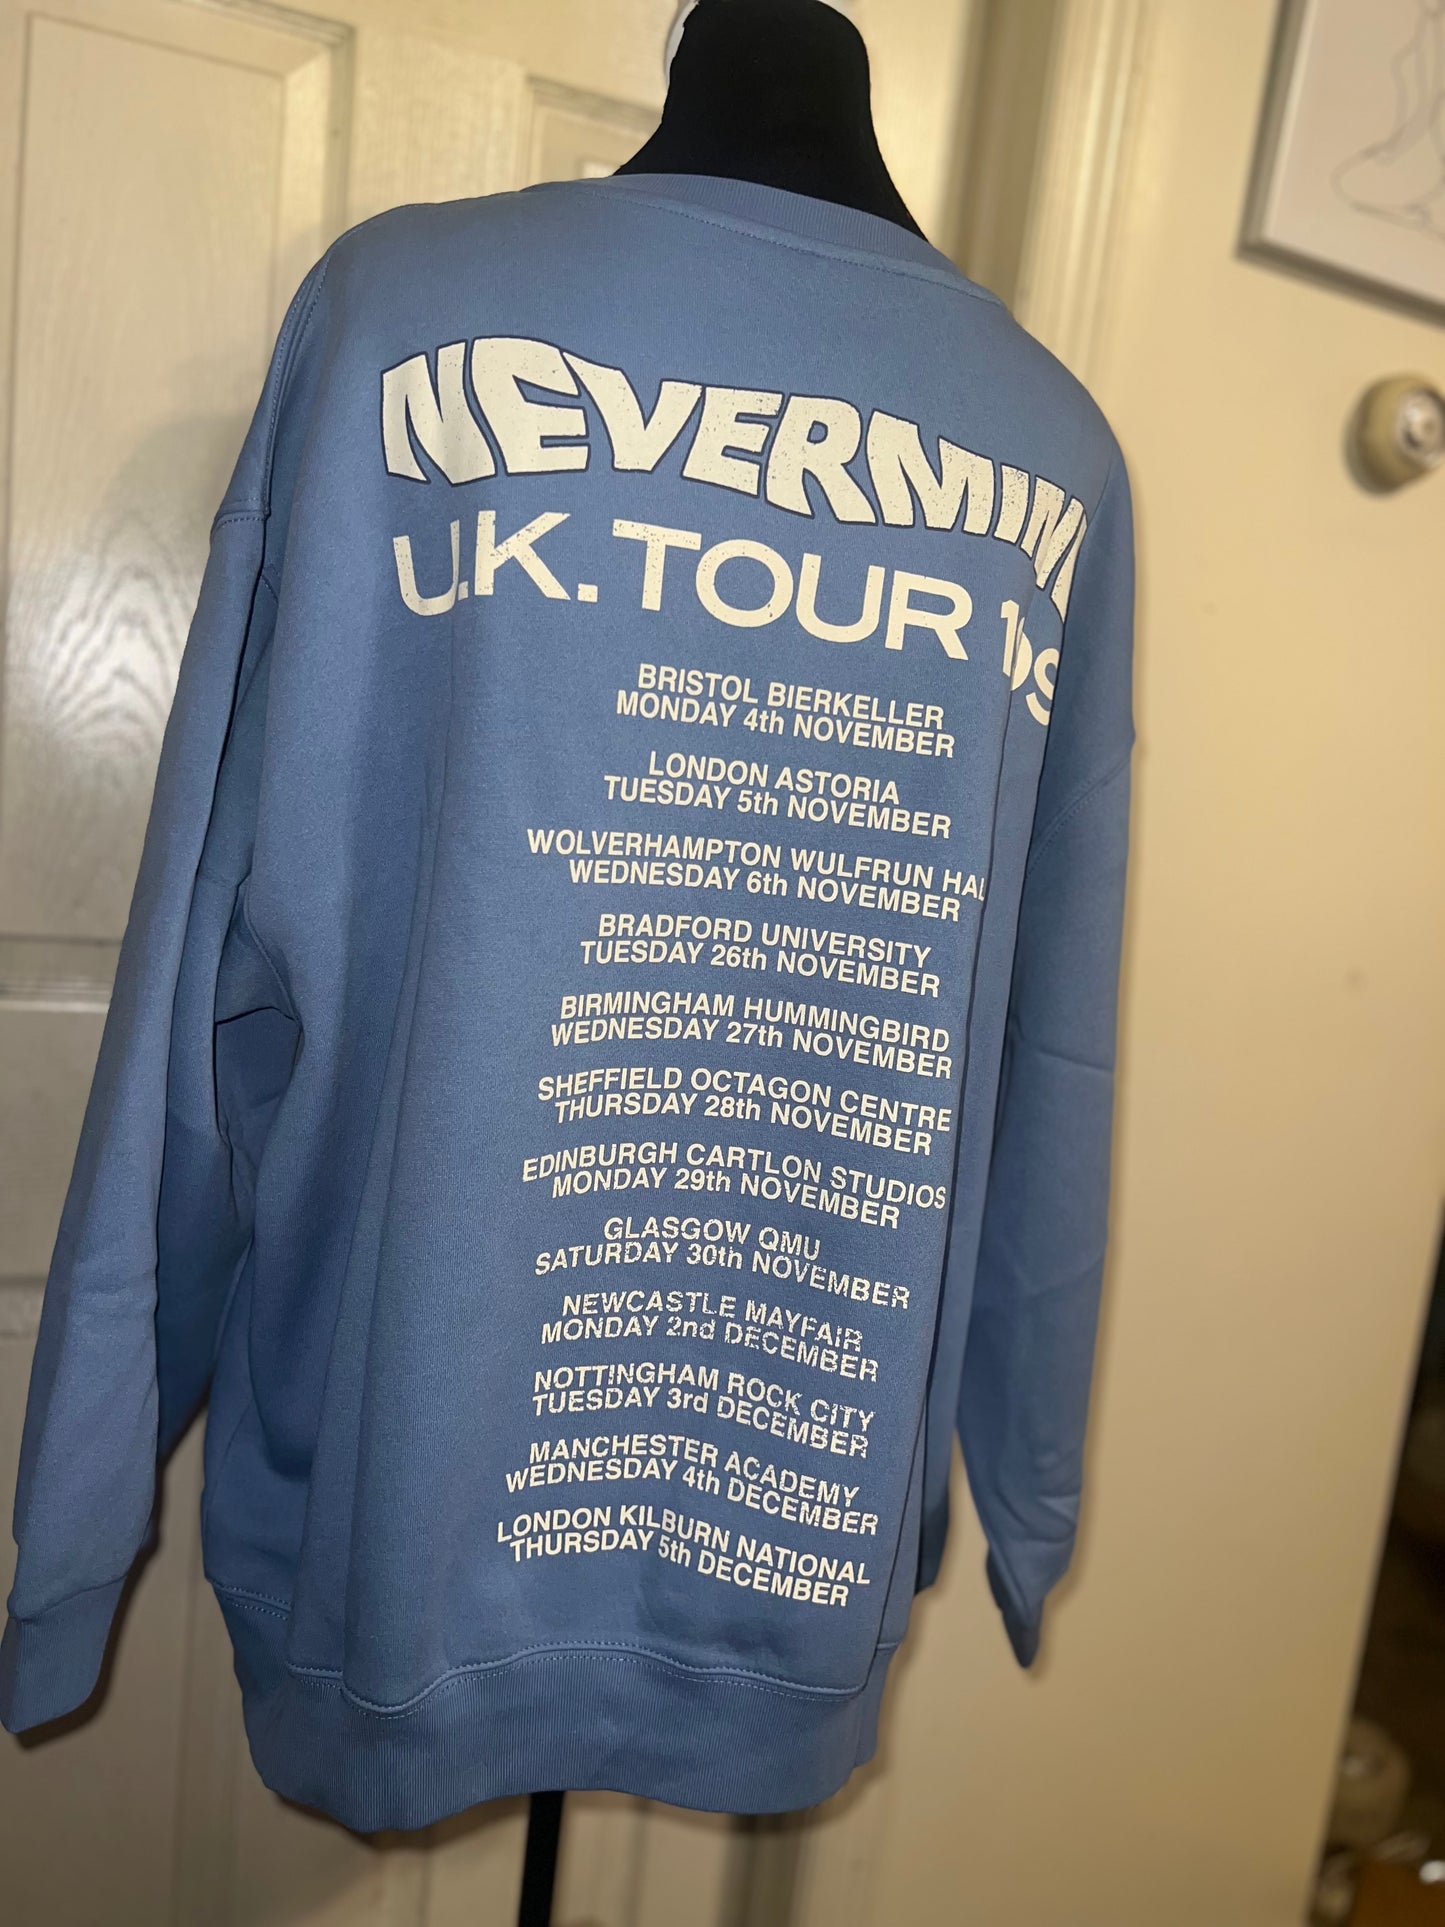 NEVERMIN
U.K. TOUR 199
BRISTOL BIERKELLER
MONDAY 4th NOVEMBER
LONDON ASTORIA
TUESDAY 5th NOVEMBER
WOLVERHAMPTON WULFRUN HAL
WEDNESDAY 6th NOVEMBER
BRADFORD UNIVERSITY
TUESDAY 26th NOVEMBER
BIRMINGHAM HUMMINGBIRD
WEDNESDAY 27th NOVEMBER
SHEFFIELD OCTAGON CENTRE
THURSDAY 28th NOVEMBER
EDINBURGH CARTLON STUDIOS
MONDAY 29th NOVEMBER
GLASGOW QMU
SATURDAY 30th NOVEMBER
NEWCASTLE MAYFAIR
MONDAY 2nd DECEMBER
NOTTINGHAM ROCK CITY
TUESDAY 3rd DECEMBER
MANCHESTER ACADEMY
WEDNESDAY 4th DECEMBER
LONDON KILBURN NATIONAL
THURSDAY 5th DECEMBER